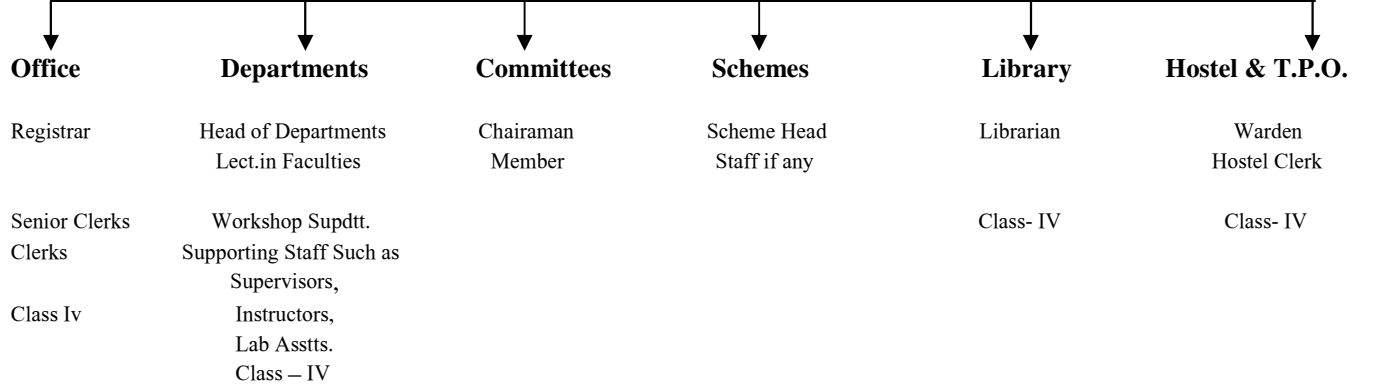 Office Departments Committees Schemes Library Hostel & T.P.O.
Registrar Head of Departments Chairaman Scheme Head Librarian Warden
Lect.in Faculties Member Staff if any Hostel Clerk
Senior Clerks Workshop Supdtt. Class- IV Class- IV
Clerks Supporting Staff Such as
Supervisors,
Class Iv Instructors,
Lab Asstts.
Class – IV